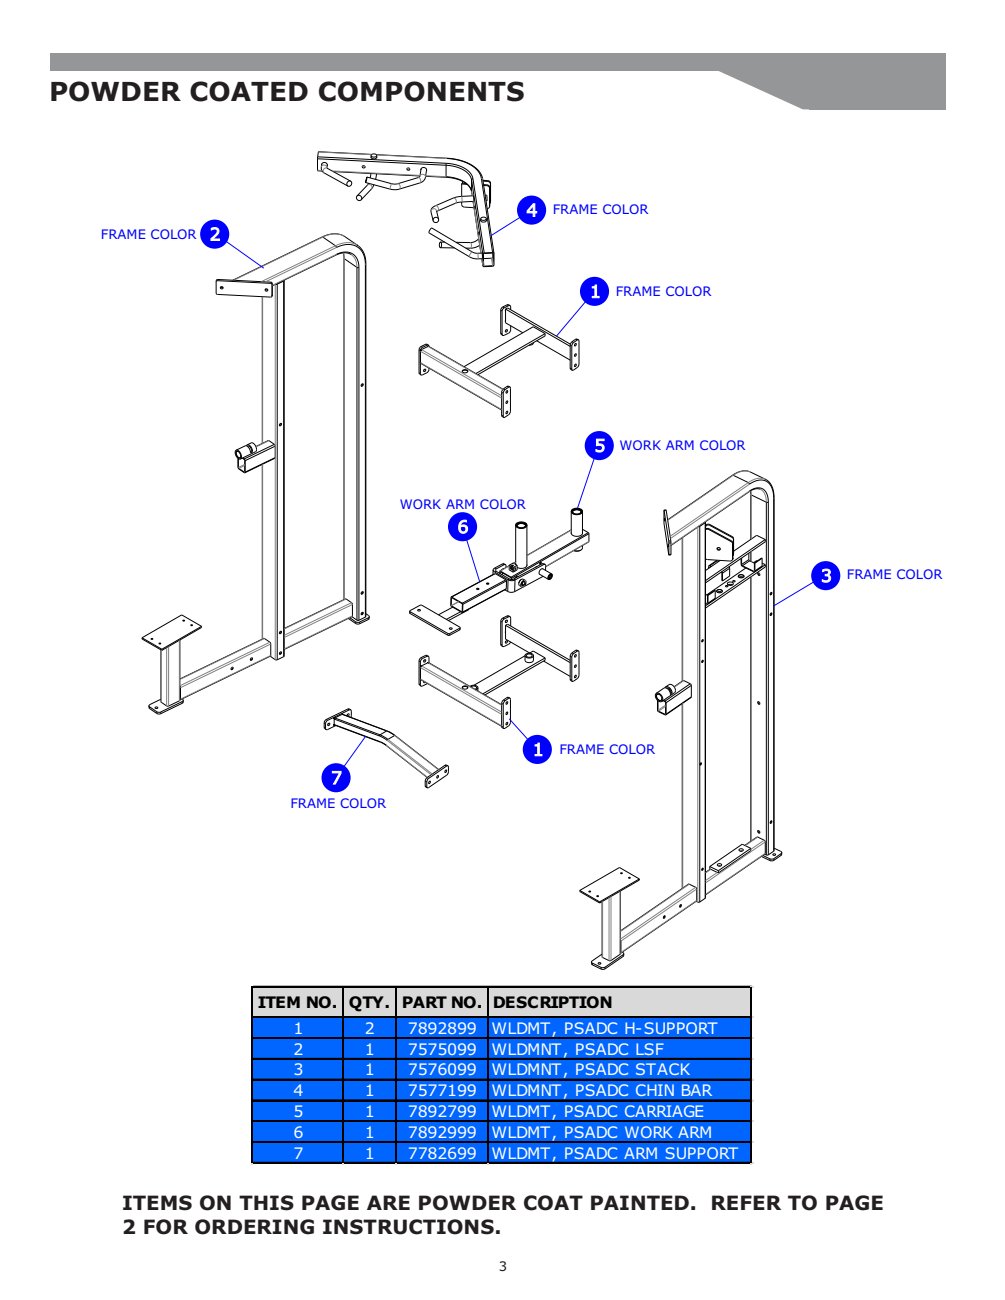 POWDER COATED COMPONENTS
4 FRAME COLOR
FRAME COLOR 2
1 FRAME COLOR
5 WORK ARM COLOR
WORK ARM COLOR
6
3 FRAME COLOR
1 FRAME COLOR
7
FRAME COLOR
ITEM NO. QTY. PART NO. DESCRIPTION
1 2 7892899 WLDMT, PSADC H-SUPPORT
2 1 7575099 WLDMNT, PSADC LSF
3 1 7576099 WLDMNT, PSADC STACK
4 1 7577199 WLDMNT, PSADC CHIN BAR
5 1 7892799 WLDMT, PSADC CARRIAGE
6 1 7892999 WLDMT, PSADC WORK ARM
7 1 7782699 WLDMT, PSADC ARM SUPPORT
ITEMS ON THIS PAGE ARE POWDER COAT PAINTED. REFER TO PAGE
2 FOR ORDERING INSTRUCTIONS.
3